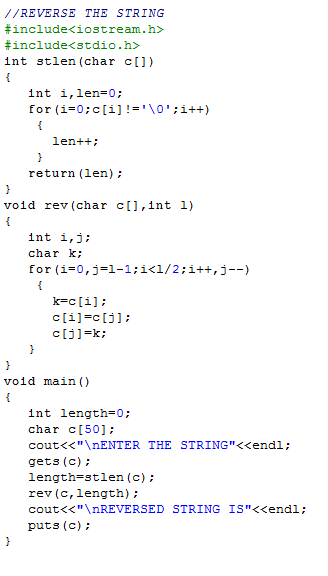 //REVERSE THE STRING
#include<iostream.h>
#include<stdio.h>
int stlen(char c[])
{
   int i,len=0;
   for(i=0;c[i]!='\0';i++)
    {
      len++;
    }
   return(len);
}
void rev(char c[],int l)
{
   int i,j;
   char k;
   for(i=0,j=l-1;i<l/2;i++,j--)
    {
      k=c[i];
      c[i]=c[j];
      c[j]=k;
   }
}
void main()
{
   int length=0;
   char c[50];
   cout<<"\nENTER THE STRING"<<endl;
   gets(c);
   length=stlen(c);
   rev(c,length);
   cout<<"\nREVERSED STRING IS"<<endl;
   puts(c);
}